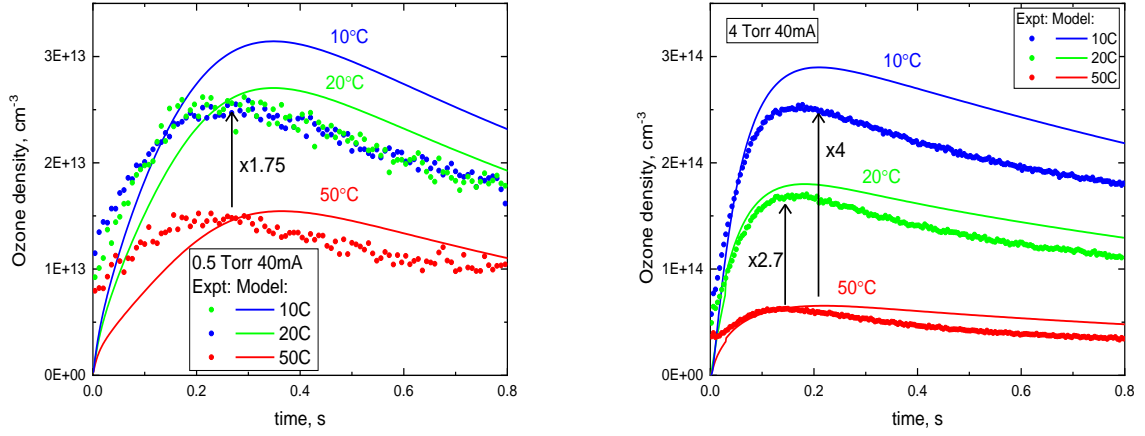 3E+13
2E+13
1E+13
0E+00
Ozone density, cm-3
10°C
20°C
x1.75
50°C
0.5 Torr 40mA
Expt: Model:
10C
20C
50C
0.0 0.2 0.4 0.6 0.8
time, s
3E+14
2E+14
1E+14
0E+00
Ozone density, cm-3
4 Torr 40mA
Expt: Model:
10C
20C
50C
10°C
x4
20°C
x2.7
50°C
0.0 0.2 0.4 0.6 0.8
time, s